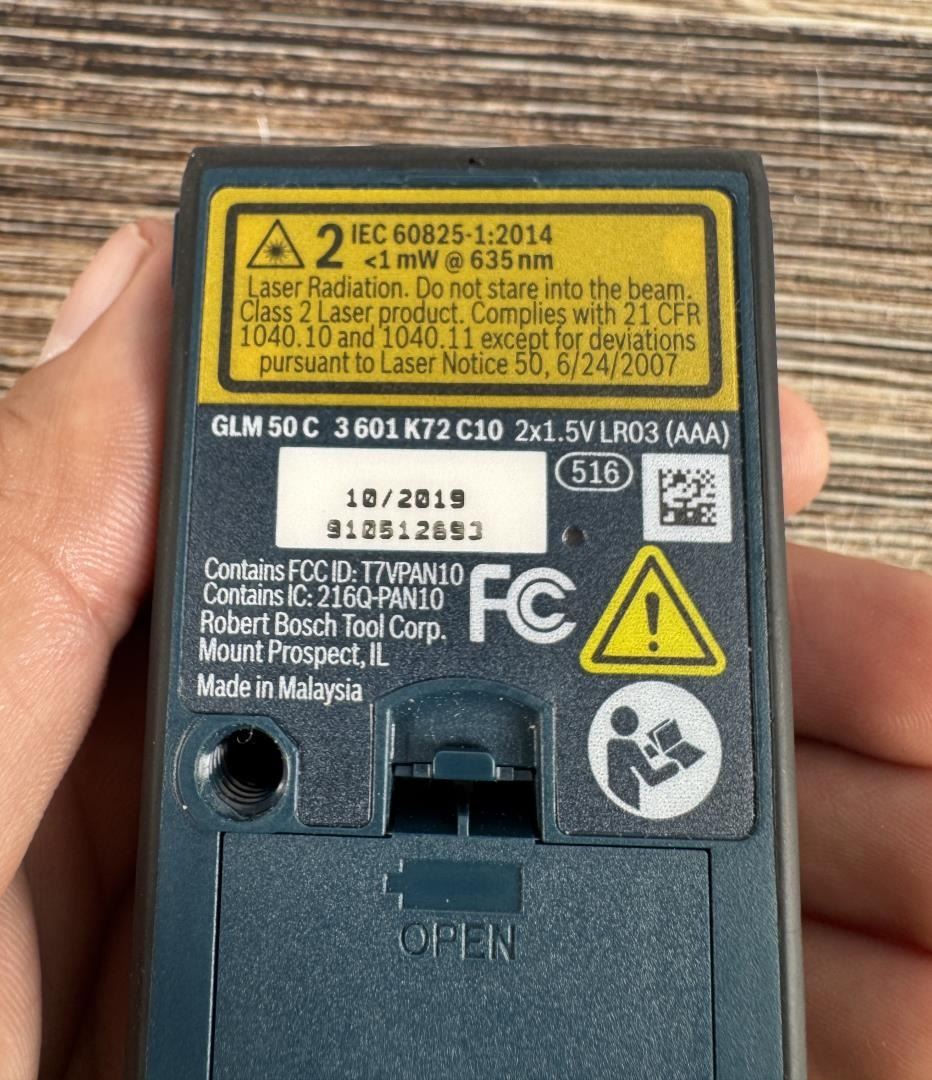 2 IEC 60825-1:2014
<1 mW @ 635 nm
Laser Radiation. Do not stare into the beam.
Class 2 Laser product. Complies with 21 CFR
1040.10 and 1040.11 except for deviations
pursuant to Laser Notice 50, 6/24/2007
GLM 50 C 3 601 K72 C10 2x1.5V LR03 (AAA)
516
10/2019
910512693
Contains FCC ID: T7VPAN10
Contains IC: 216Q-PAN10
FC
Robert Bosch Tool Corp.
Mount Prospect, IL
Made in Malaysia
OPEN